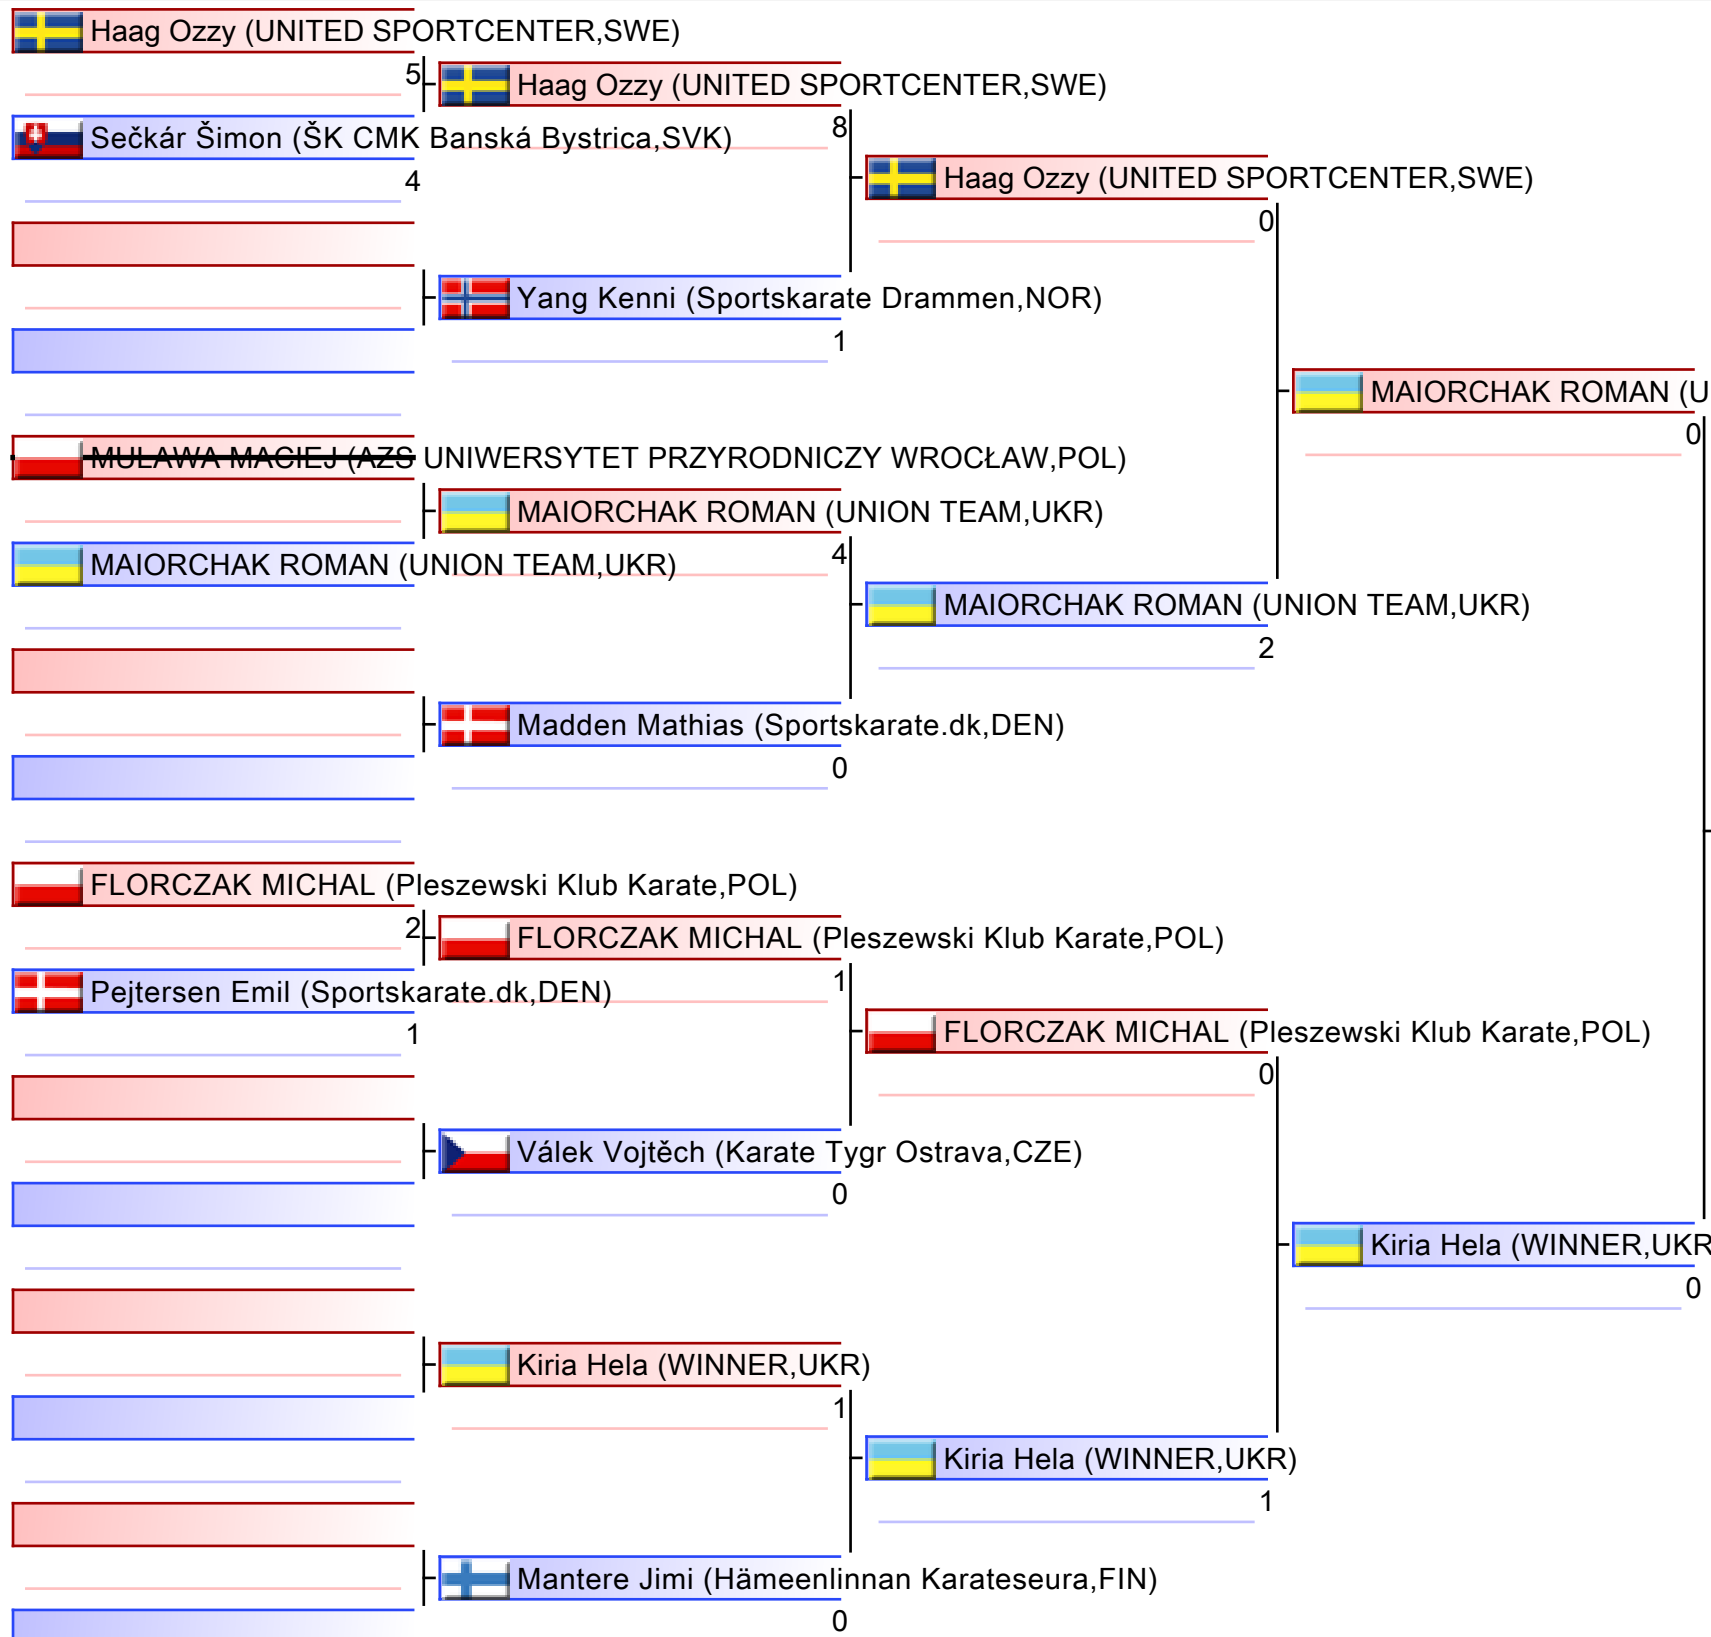 Haag Ozzy (UNITED SPORTCENTER,SWE)
5
Haag Ozzy (UNITED SPORTCENTER,SWE)
8
Sečkár Šimon (ŠK CMK Banská Bystrica,SVK)
4
Haag Ozzy (UNITED SPORTCENTER,SWE)
0
Yang Kenni (Sportskarate Drammen,NOR)
1
MAIORCHAK ROMAN (U
0
MULAWA MACIEJ (AZS UNIWERSYTET PRZYRODNICZY WROCŁAW,POL)
MAIORCHAK ROMAN (UNION TEAM,UKR)
4
MAIORCHAK ROMAN (UNION TEAM,UKR)
MAIORCHAK ROMAN (UNION TEAM,UKR)
2
Madden Mathias (Sportskarate.dk,DEN)
0
FLORCZAK MICHAL (Pleszewski Klub Karate,POL)
2
FLORCZAK MICHAL (Pleszewski Klub Karate,POL)
1
Pejtersen Emil (Sportskarate.dk,DEN)
1
FLORCZAK MICHAL (Pleszewski Klub Karate,POL)
0
Válek Vojtěch (Karate Tygr Ostrava,CZE)
0
Kiria Hela (WINNER,UKR
0
Kiria Hela (WINNER,UKR)
1
Kiria Hela (WINNER,UKR)
1
Mantere Jimi (Hämeenlinnan Karateseura,FIN)
0